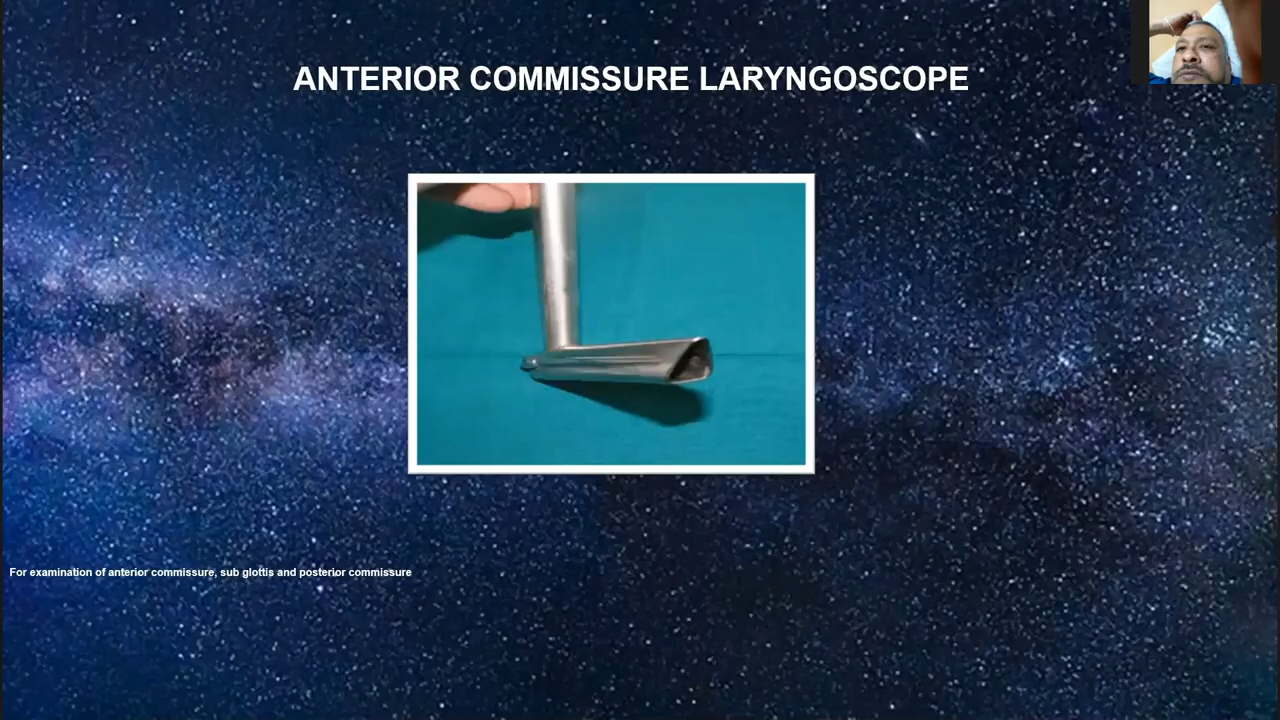 ANTERIOR COMMISSURE LARYNGOSCOPE
For examination of anterior commissure, sub glottis and posterior commissure